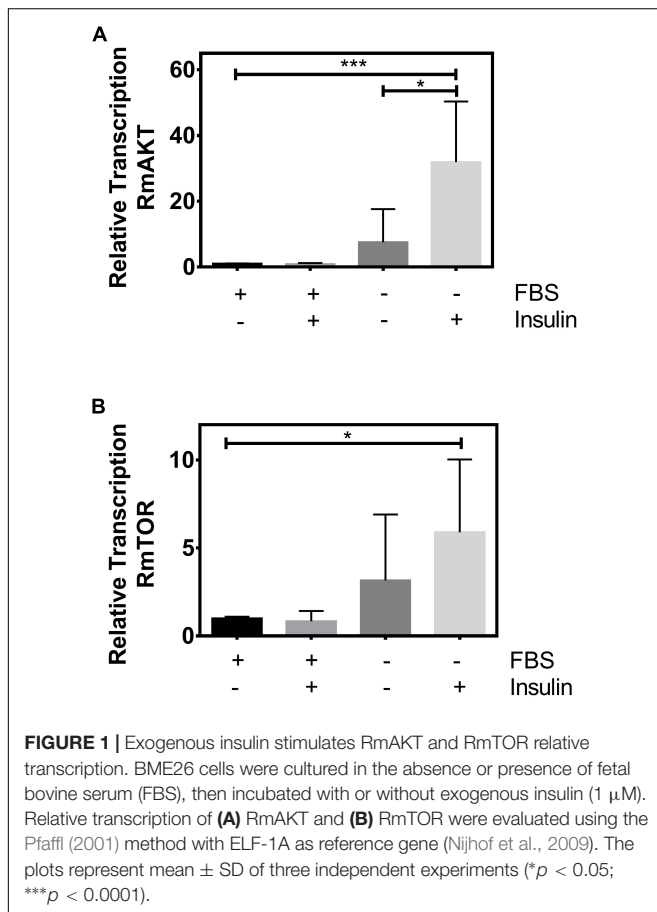 A
Relative Transcription
RmAKT
60
40
20
0
***
*
+ + - - FBS
- + - + Insulin
B
Relative Transcription
RmTOR
10
5
0
*
+ + - - FBS
- + - + Insulin
FIGURE 1 | Exogenous insulin stimulates RmAKT and RmTOR relative
transcription. BME26 cells were cultured in the absence or presence of fetal
bovine serum (FBS), then incubated with or without exogenous insulin (1 μM).
Relative transcription of (A) RmAKT and (B) RmTOR were evaluated using the
Pfaffl (2001) method with ELF-1A as reference gene (Nijhof et al., 2009). The
plots represent mean ± SD of three independent experiments (*p < 0.05;
***p < 0.0001).